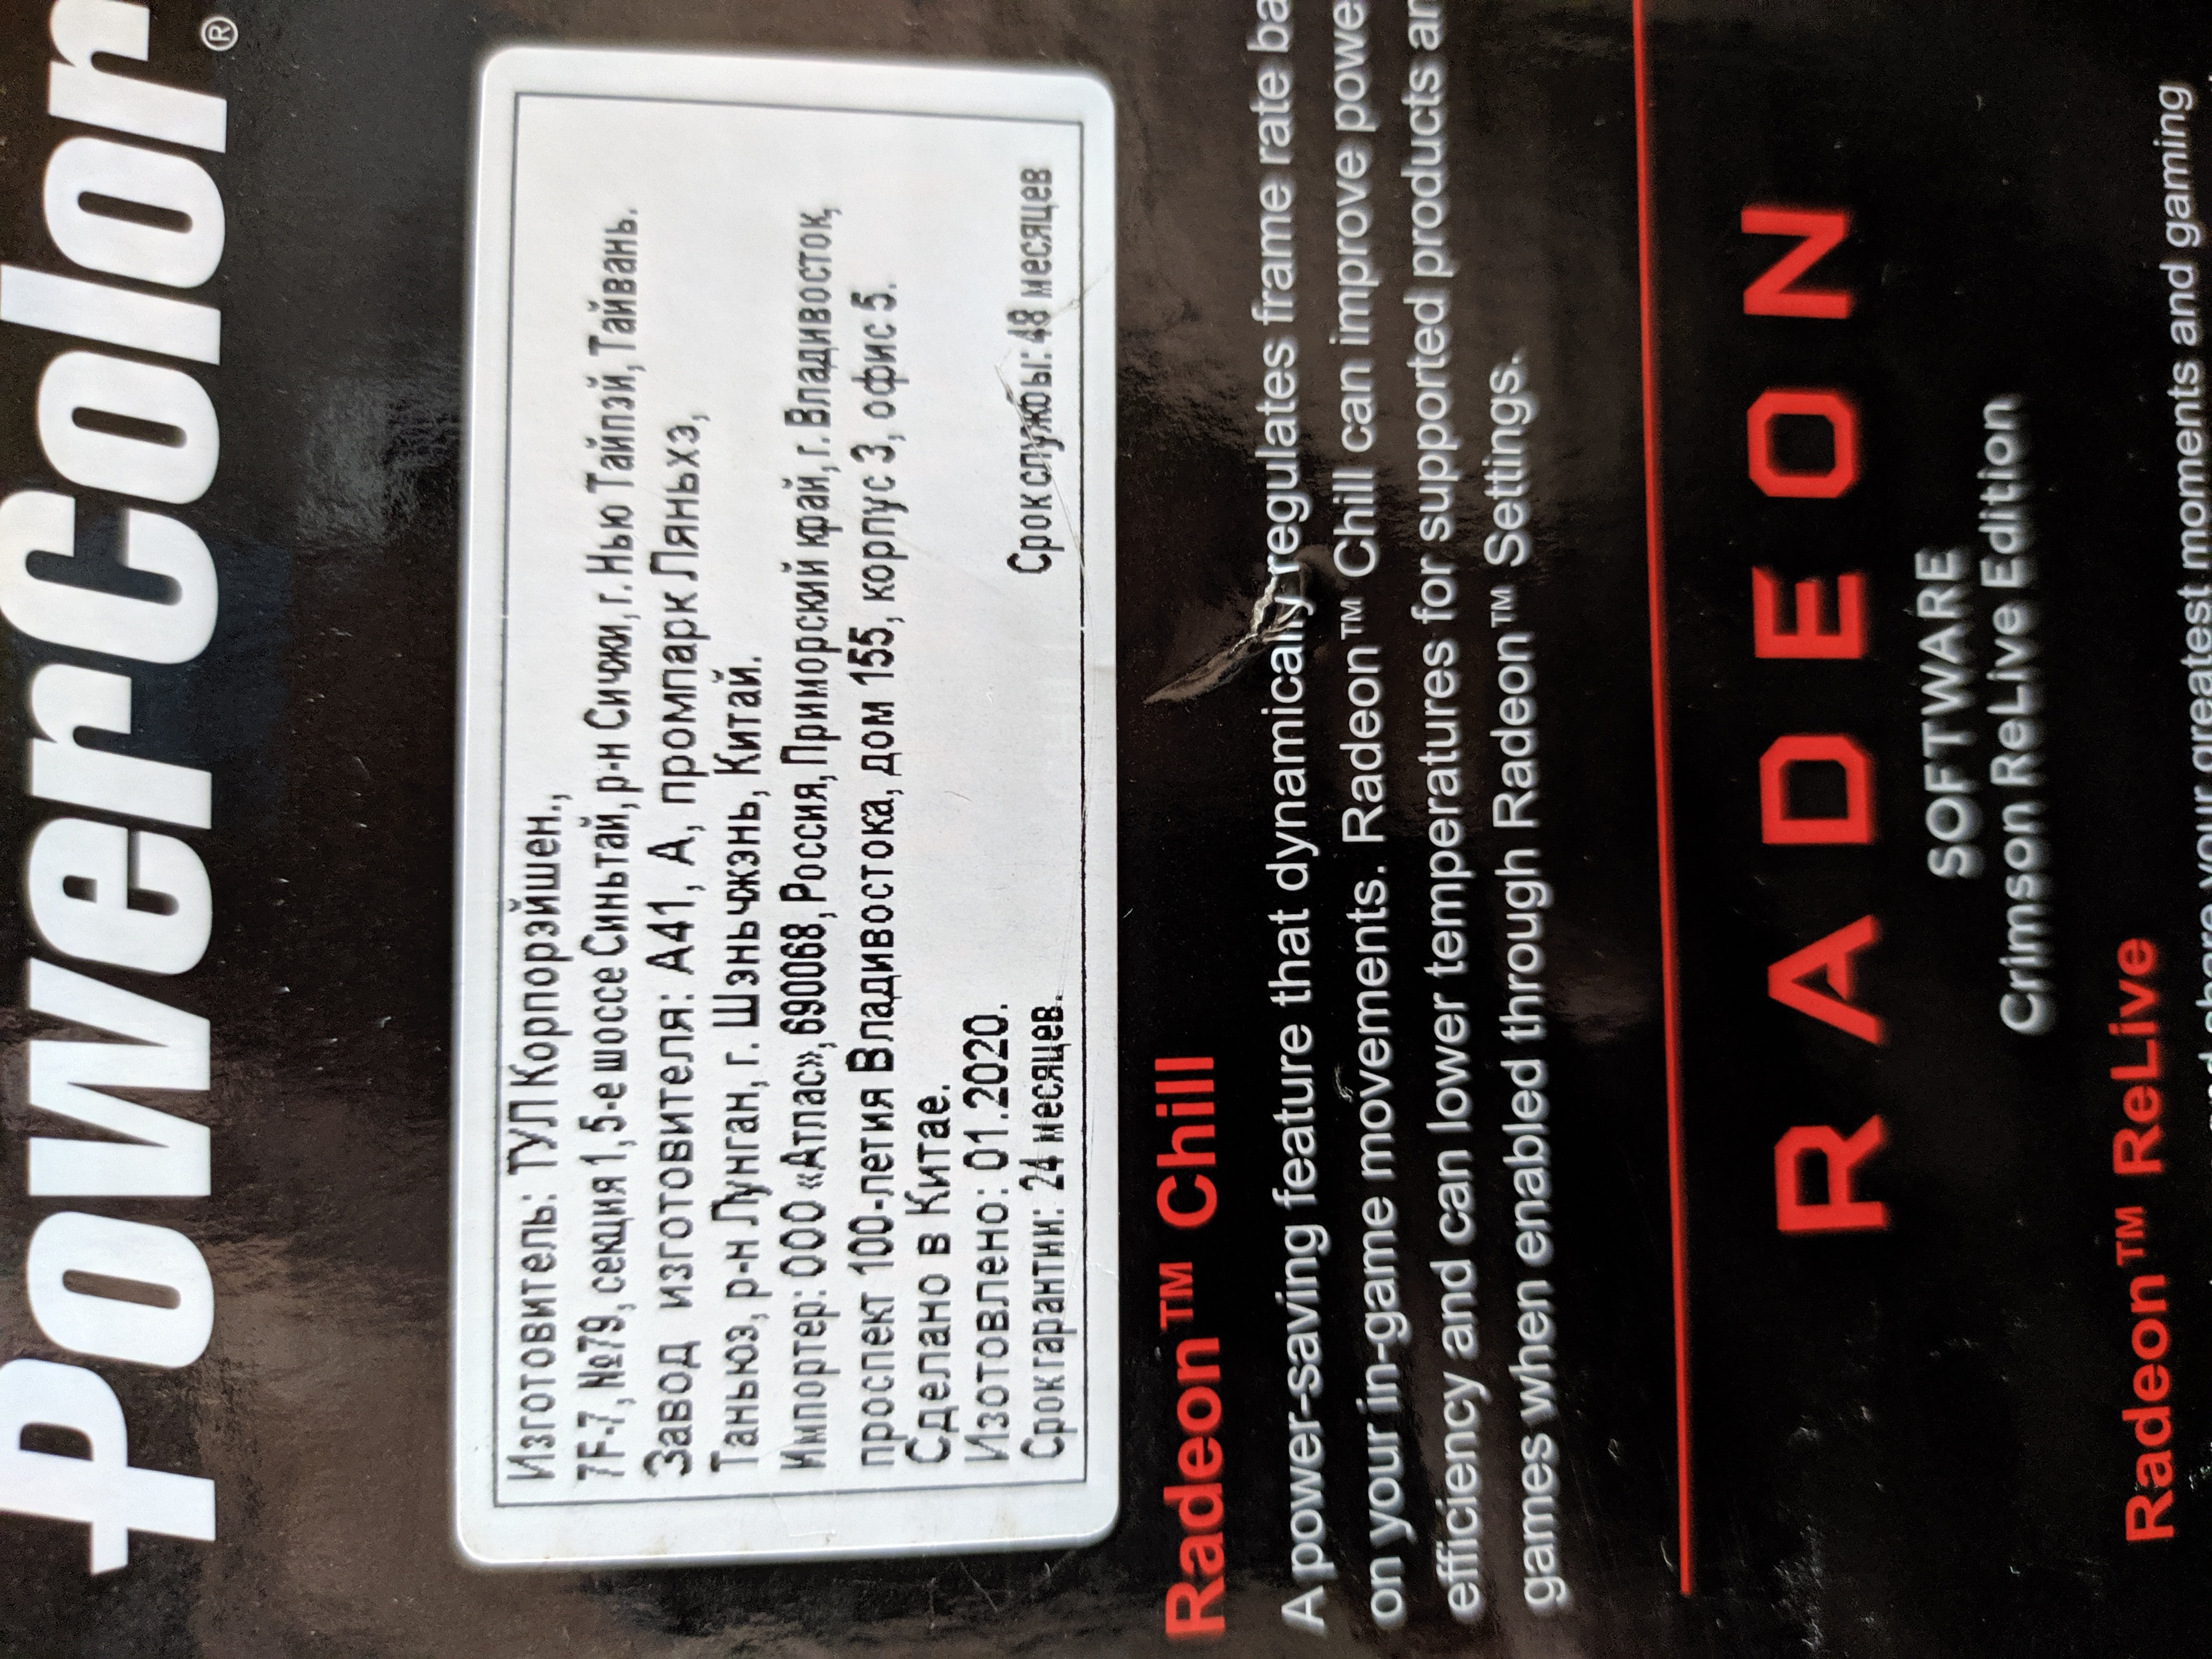 PowerColor®
Изготовитель: ТУЛ Корпорэйшен.,
7F-7, №79, секция 1, 5-е шоссе Синьтай, р-н Сичжи, г. Нью Тайпэй, Тайвань.
Завод изготовителя: А41, А, промпарк Ляньхэ,
Таньюэ, р-н Лунган, г. Шэньчжэнь, Китай.
Импортер: ООО «Атлас», 690068, Россия, Приморский край, г. Владивосток,
проспект 100-летия Владивостока, дом 155, корпус 3, офис 5.
Сделано в Китае.
Изотовлено: 01.2020.
Срок гарантии: 24 месяцев. Срок службы: 48 месяцев
Radeon™ Chill
A power-saving feature that dynamically regulates frame rate ba
on your in-game movements. Radeon™ Chill can improve powe
efficiency and can lower temperatures for supported products an
games when enabled through Radeon™ Settings.
RADEON
SOFTWARE
Crimson ReLive Edition
Radeon™ ReLive
and share your greatest moments and gaming